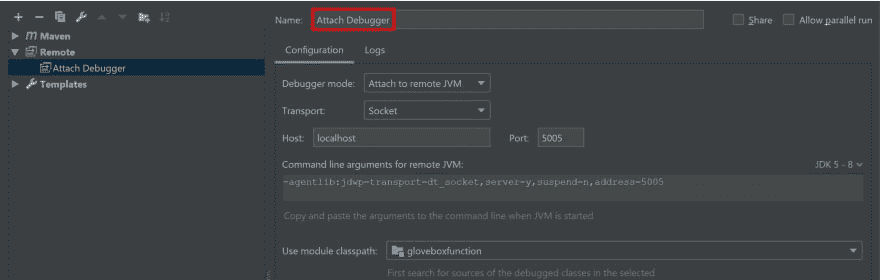 Name: Attach Debugger
Share
Allow parallel run
Maven
Remote
Attach Debugger
Templates
Configuration
Logs
Debugger mode: Attach to remote JVM
Transport: Socket
Host: localhost
Port: 5005
Command line arguments for remote JVM:
JDK 5 - 8
-agentlib:jdwp=transport=dt_socket,server=y,suspend=n,address=5005
Copy and paste the arguments to the command line when JVM is started
Use module classpath: gloveboxfunction
First search for sources of the debugged classes in the selected